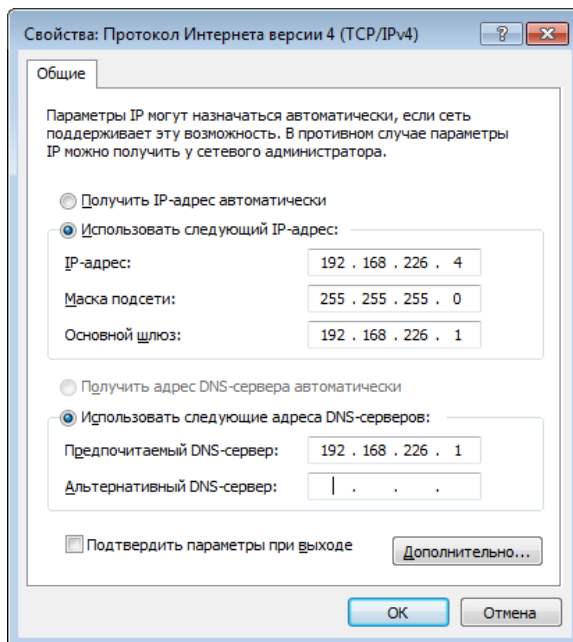 Свойства: Протокол Интернета версии 4 (TCP/IPv4)
Общие
Параметры IP могут назначаться автоматически, если сеть
поддерживает эту возможность. В противном случае параметры
IP можно получить у сетевого администратора.
Получить IP-адрес автоматически
Использовать следующий IP-адрес:
IP-адрес: 192 . 168 . 226 . 4
Маска подсети: 255 . 255 . 255 . 0
Основной шлюз: 192 . 168 . 226 . 1
Получить адрес DNS-сервера автоматически
Использовать следующие адреса DNS-серверов:
Предпочитаемый DNS-сервер: 192 . 168 . 226 . 1
Альтернативный DNS-сервер: . . .
Подтвердить параметры при выходе
Дополнительно...
ОК Отмена